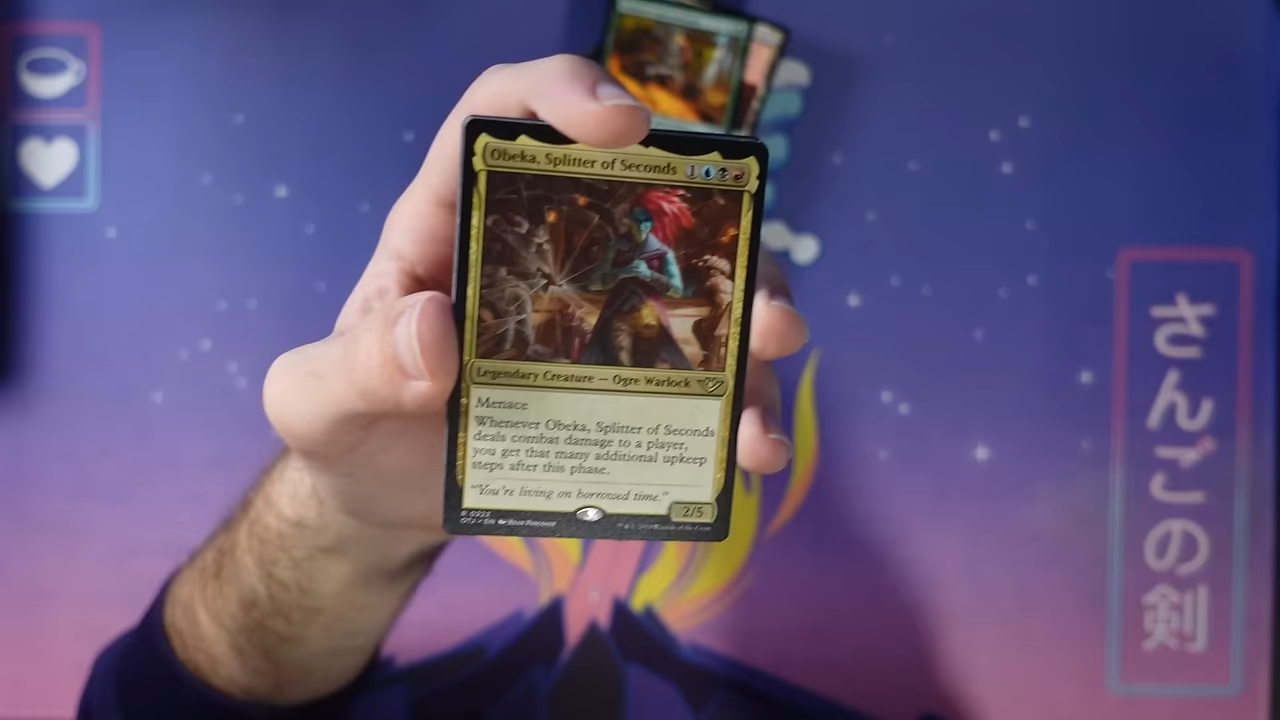 Obeka, Splitter of Seconds 1
Legendary Creature — Ogre Warlock
Menace
Whenever Obeka, Splitter of Seconds
deals combat damage to a player,
you get that many additional upkeep
steps after this phase.
"You're living on borrowed time."
2/5
さんごの剣